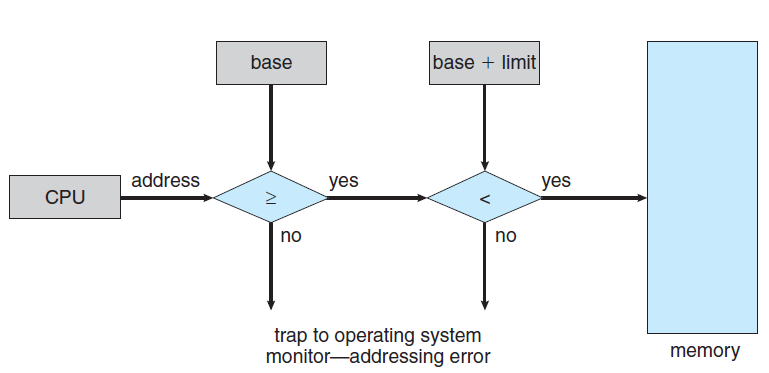 base
base + limit
CPU
address
≥
yes
<
yes
no
no
trap to operating system
monitor—addressing error
memory